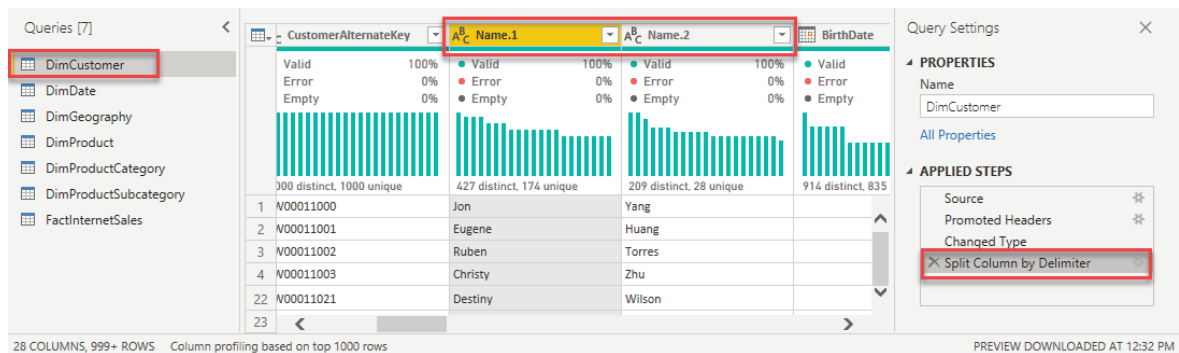 Queries [7]
DimCustomer
DimDate
DimGeography
DimProduct
DimProductCategory
DimProductSubcategory
FactInternetSales
CustomerAlternateKey ABC Name.1 ABC Name.2 BirthDate
Valid 100% Valid 100% Valid 100% Valid
Error 0% Error 0% Error 0% Error
Empty 0% Empty 0% Empty 0% Empty
000 distinct, 1000 unique 427 distinct, 174 unique 209 distinct, 28 unique 914 distinct, 835
1 W00011000 Jon Yang
2 W00011001 Eugene Huang
3 W00011002 Ruben Torres
4 W00011003 Christy Zhu
22 W00011021 Destiny Wilson
23
Query Settings
PROPERTIES
Name
DimCustomer
All Properties
APPLIED STEPS
Source
Promoted Headers
Changed Type
Split Column by Delimiter
28 COLUMNS, 999+ ROWS Column profiling based on top 1000 rows PREVIEW DOWNLOADED AT 12:32 PM